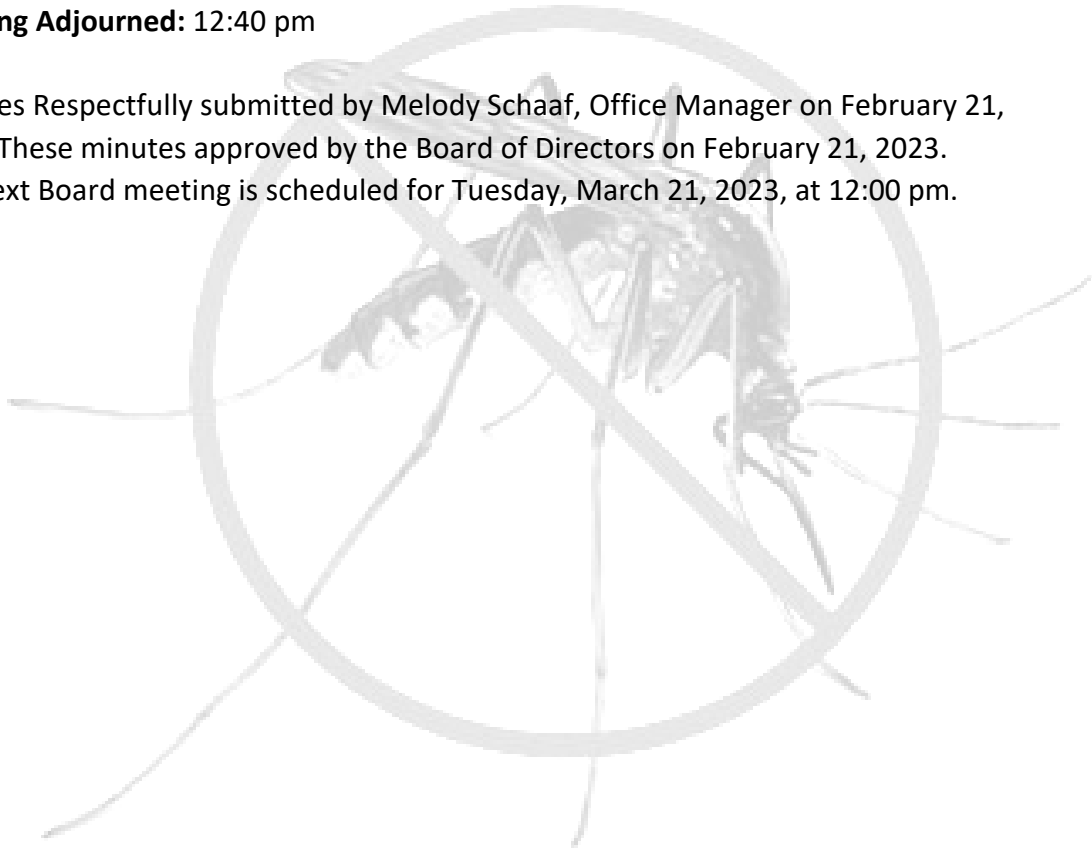 ng Adjourned: 12:40 pm
es Respectfully submitted by Melody Schaaf, Office Manager on February 21,
These minutes approved by the Board of Directors on February 21, 2023.
ext Board meeting is scheduled for Tuesday, March 21, 2023, at 12:00 pm.